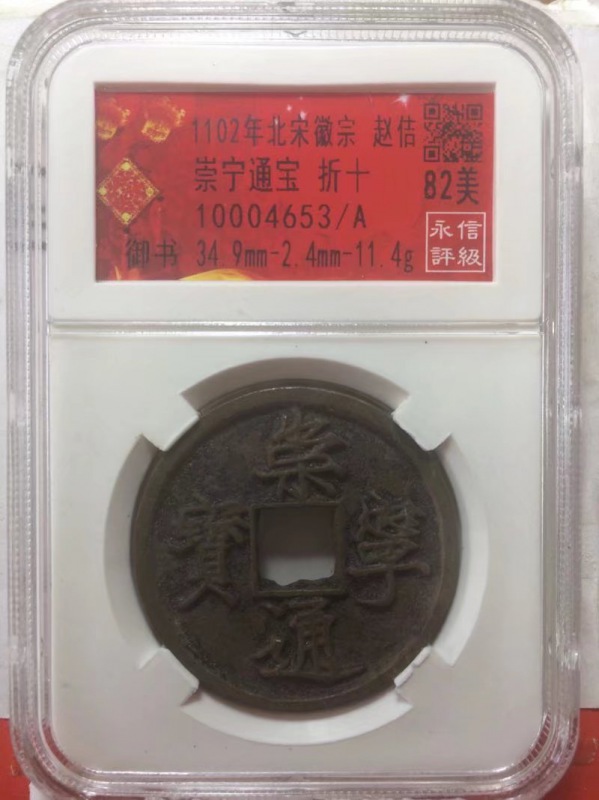 1102年北宋徽宗 赵佶
崇宁通宝 折十
82美
10004653/A
御书 34.9mm-2.4mm-11.4g
永信
評級
崇寧通寳